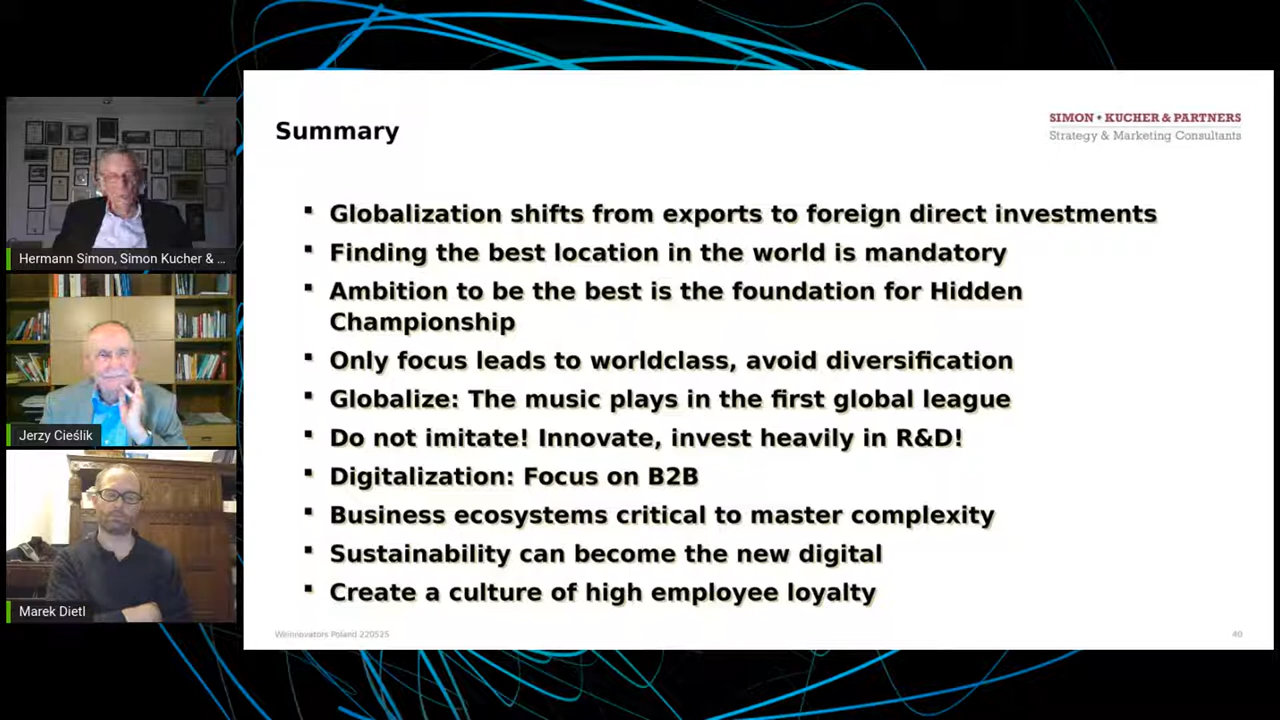 Summary
SIMON • KUCHER & PARTNERS
Strategy & Marketing Consultants
▪ Globalization shifts from exports to foreign direct investments
▪ Finding the best location in the world is mandatory
▪ Ambition to be the best is the foundation for Hidden
Championship
▪ Only focus leads to worldclass, avoid diversification
▪ Globalize: The music plays in the first global league
▪ Do not imitate! Innovate, invest heavily in R&D!
▪ Digitalization: Focus on B2B
▪ Business ecosystems critical to master complexity
▪ Sustainability can become the new digital
▪ Create a culture of high employee loyalty
Weinnovators Poland 220525
40
Hermann Simon, Simon Kucher & ...
Jerzy Cieślik
Marek Dietl